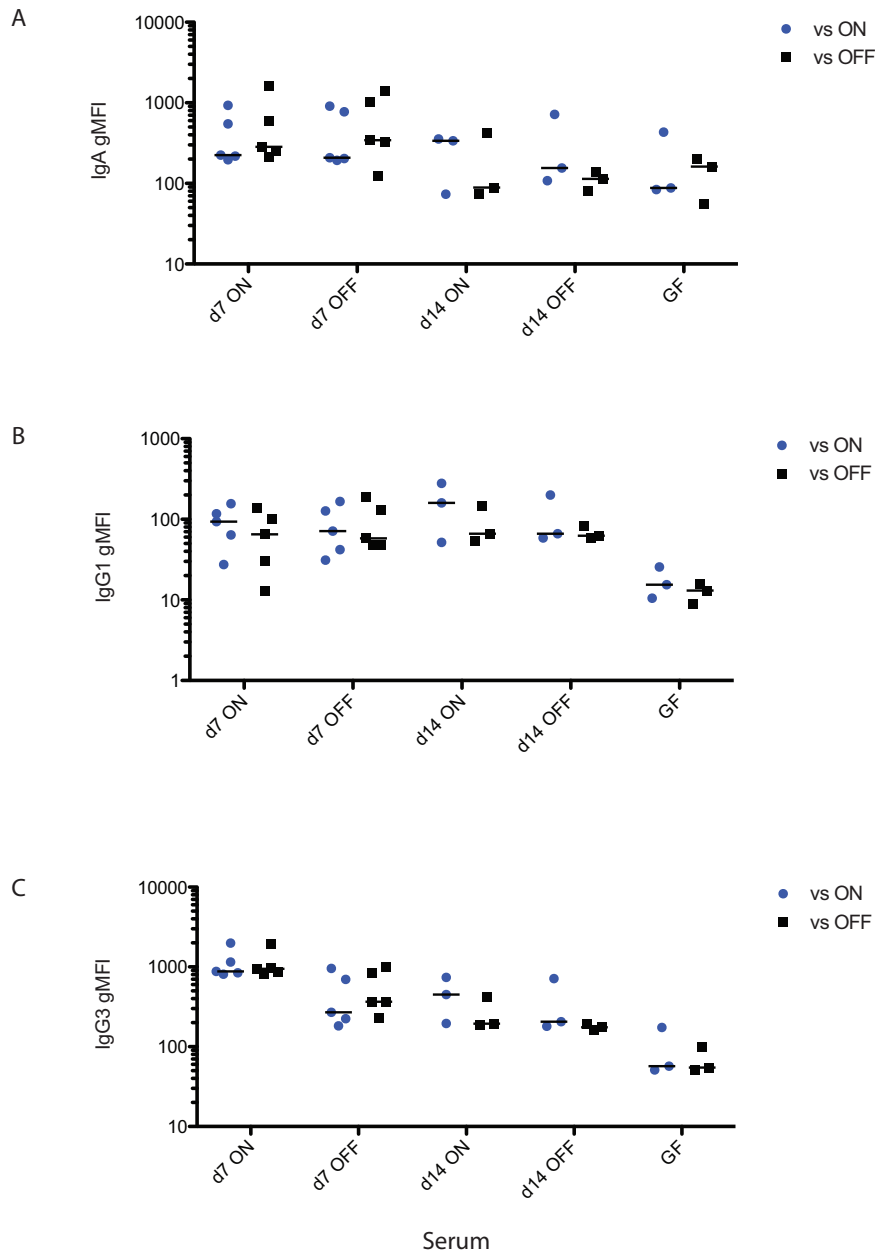 A
10000
1000
100
10
IgA gMFI
d7 ON
d7 OFF
d14 ON
d14 OFF
GF
vs ON
vs OFF
B
1000
100
10
1
IgG1 gMFI
d7 ON
d7 OFF
d14 ON
d14 OFF
GF
vs ON
vs OFF
C
10000
1000
100
10
IgG3 gMFI
d7 ON
d7 OFF
d14 ON
d14 OFF
GF
vs ON
vs OFF
Serum